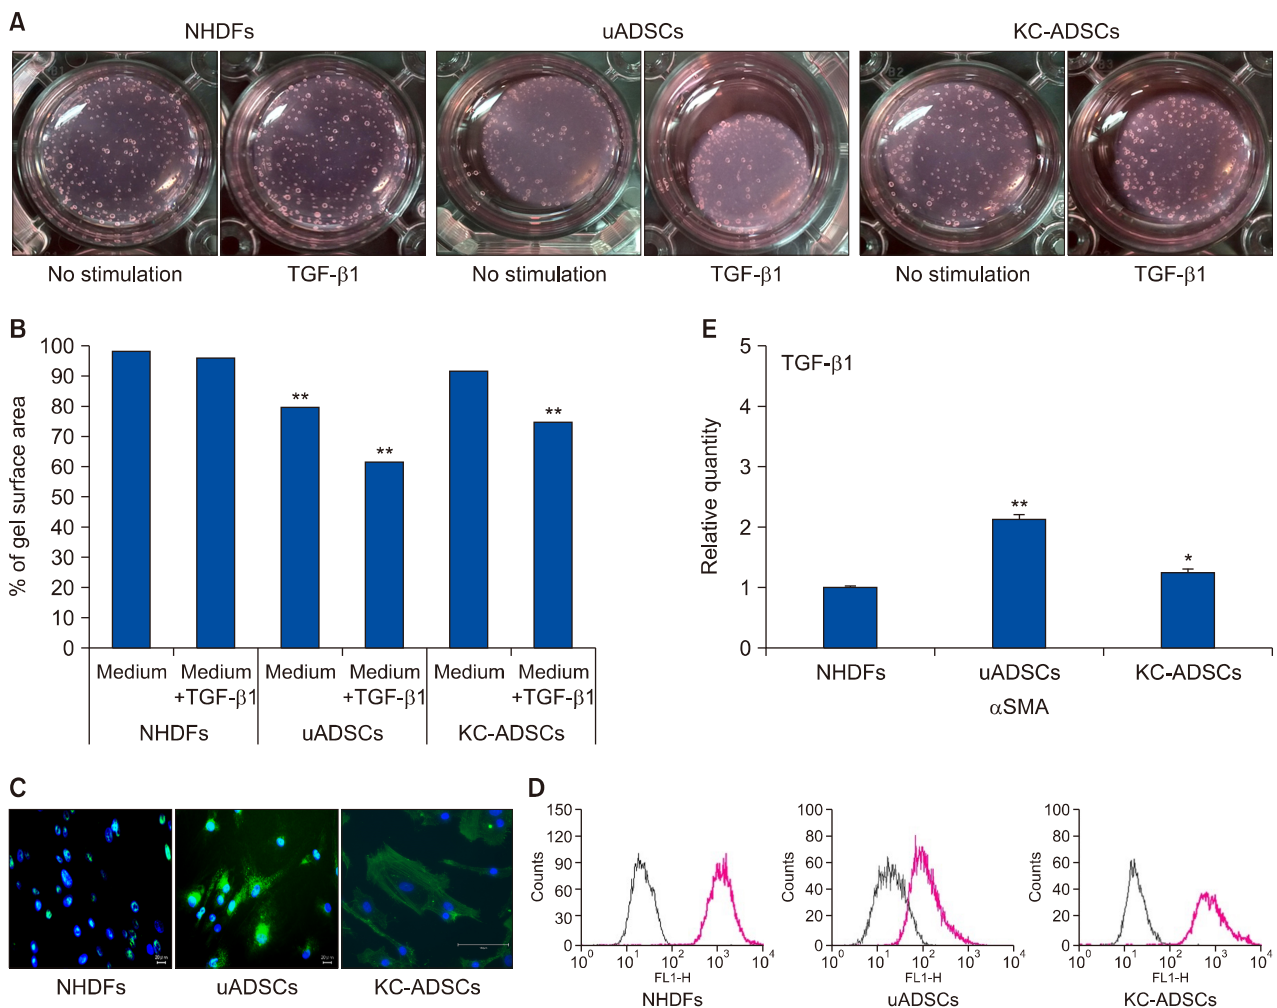 A
NHDFs
uADSCs
KC-ADSCs
No stimulation
TGF-β1
No stimulation
TGF-β1
No stimulation
TGF-β1
B
% of gel surface area
100
90
80
70
60
50
40
30
20
10
0
**
**
**
Medium
Medium
+TGF-β1
Medium
Medium
+TGF-β1
Medium
Medium
+TGF-β1
NHDFs
uADSCs
KC-ADSCs
E
TGF-β1
Relative quantity
5
4
3
2
1
0
**
*
NHDFs
uADSCs
KC-ADSCs
αSMA
C
NHDFs
uADSCs
KC-ADSCs
D
Counts
150
120
90
60
30
0
10⁰ 10¹ 10² 10³ 10⁴
FL1-H
NHDFs
Counts
100
80
60
40
20
0
10⁰ 10¹ 10² 10³ 10⁴
FL1-H
uADSCs
Counts
100
80
60
40
20
0
10⁰ 10¹ 10² 10³ 10⁴
FL1-H
KC-ADSCs